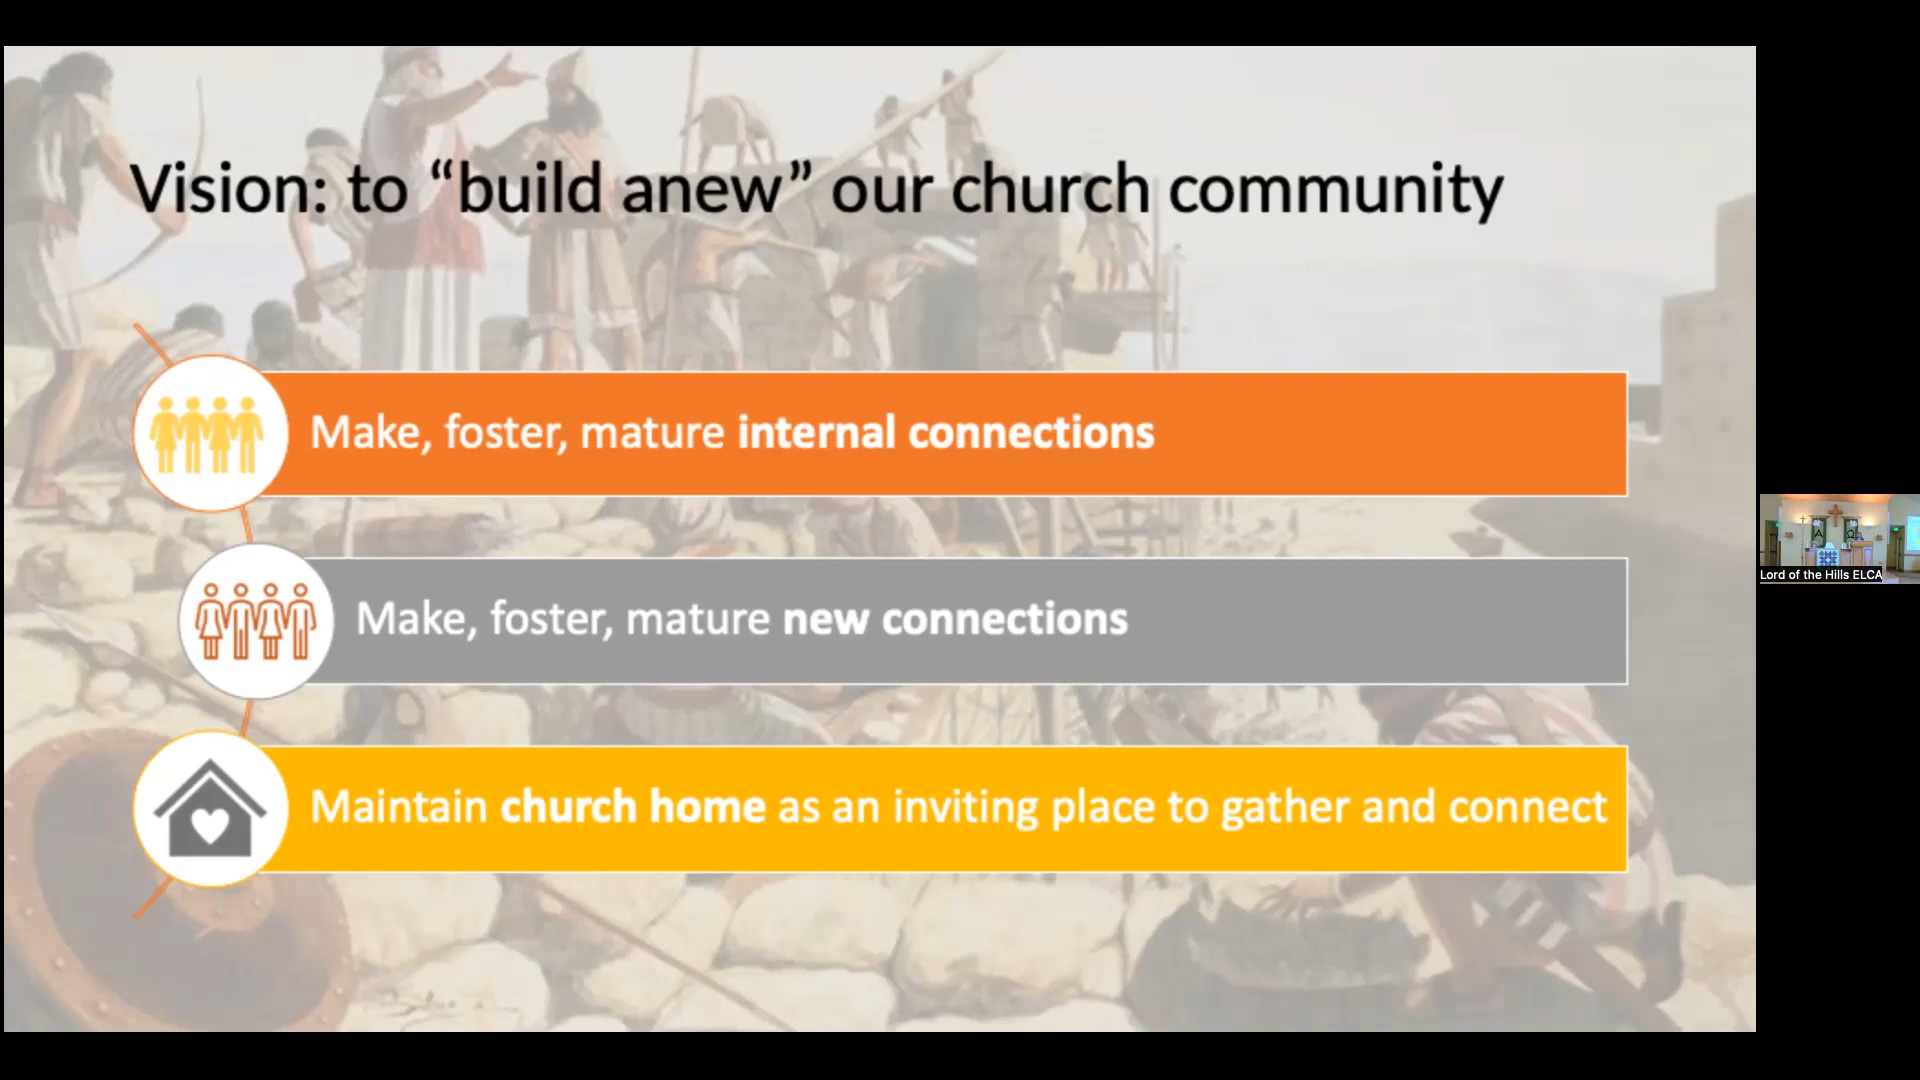 Vision: to “build anew” our church community
Make, foster, mature internal connections
Make, foster, mature new connections
Maintain church home as an inviting place to gather and connect
Lord of the Hills ELCA